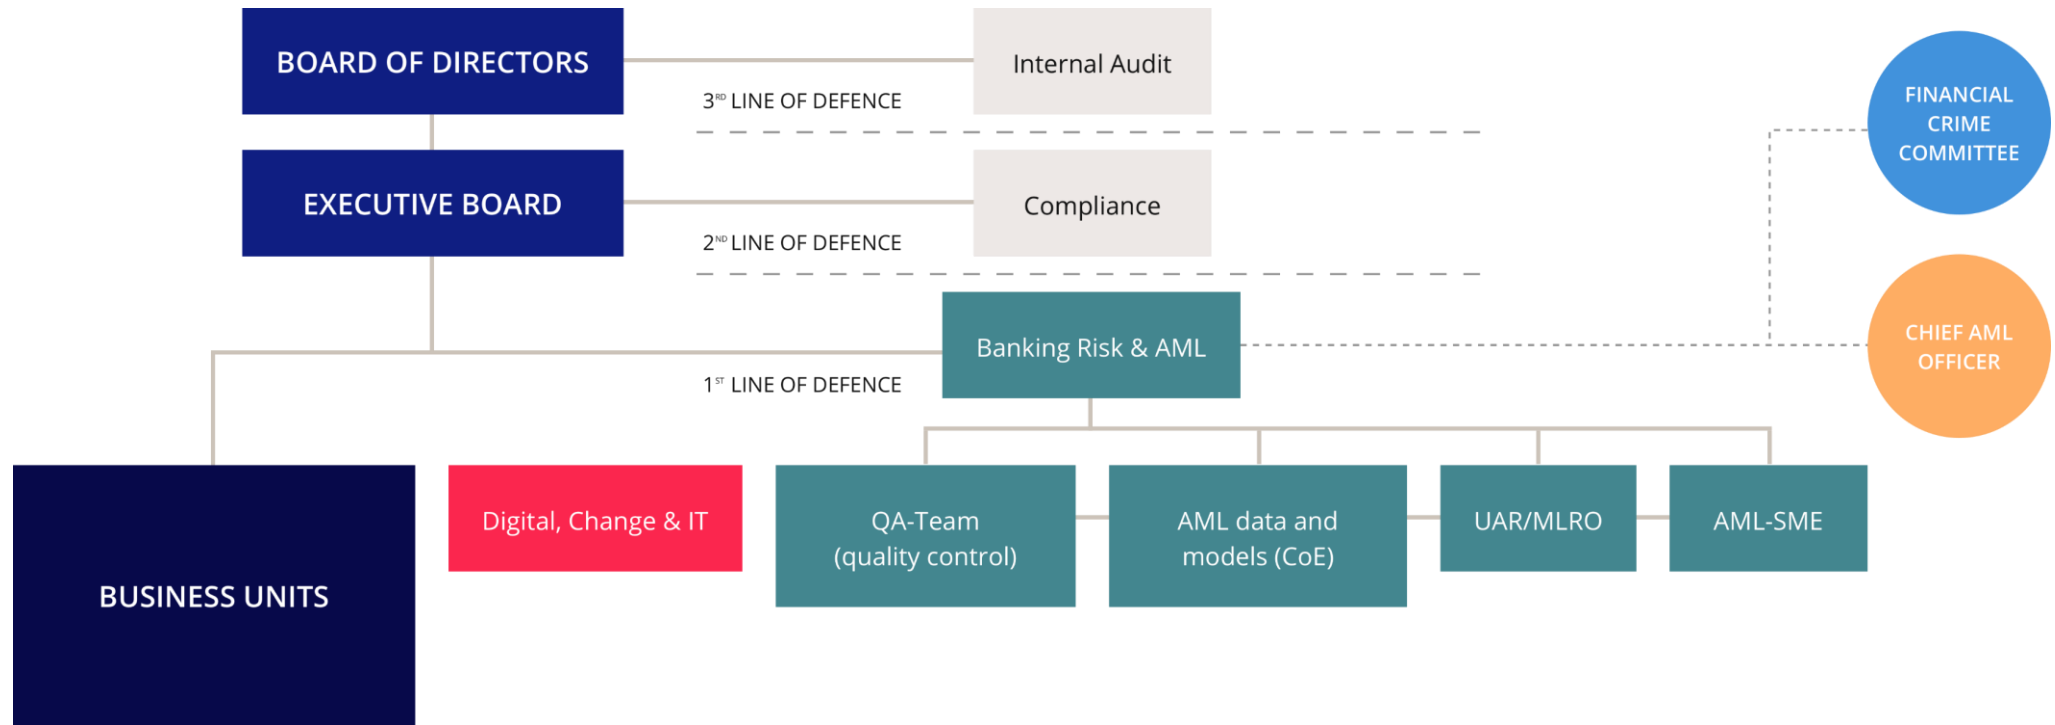 BOARD OF DIRECTORS
Internal Audit
3RD LINE OF DEFENCE
FINANCIAL
CRIME
COMMITTEE
EXECUTIVE BOARD
Compliance
2ND LINE OF DEFENCE
Banking Risk & AML
CHIEF AML
OFFICER
1ST LINE OF DEFENCE
BUSINESS UNITS
Digital, Change & IT
QA-Team
(quality control)
AML data and
models (CoE)
UAR/MLRO
AML-SME